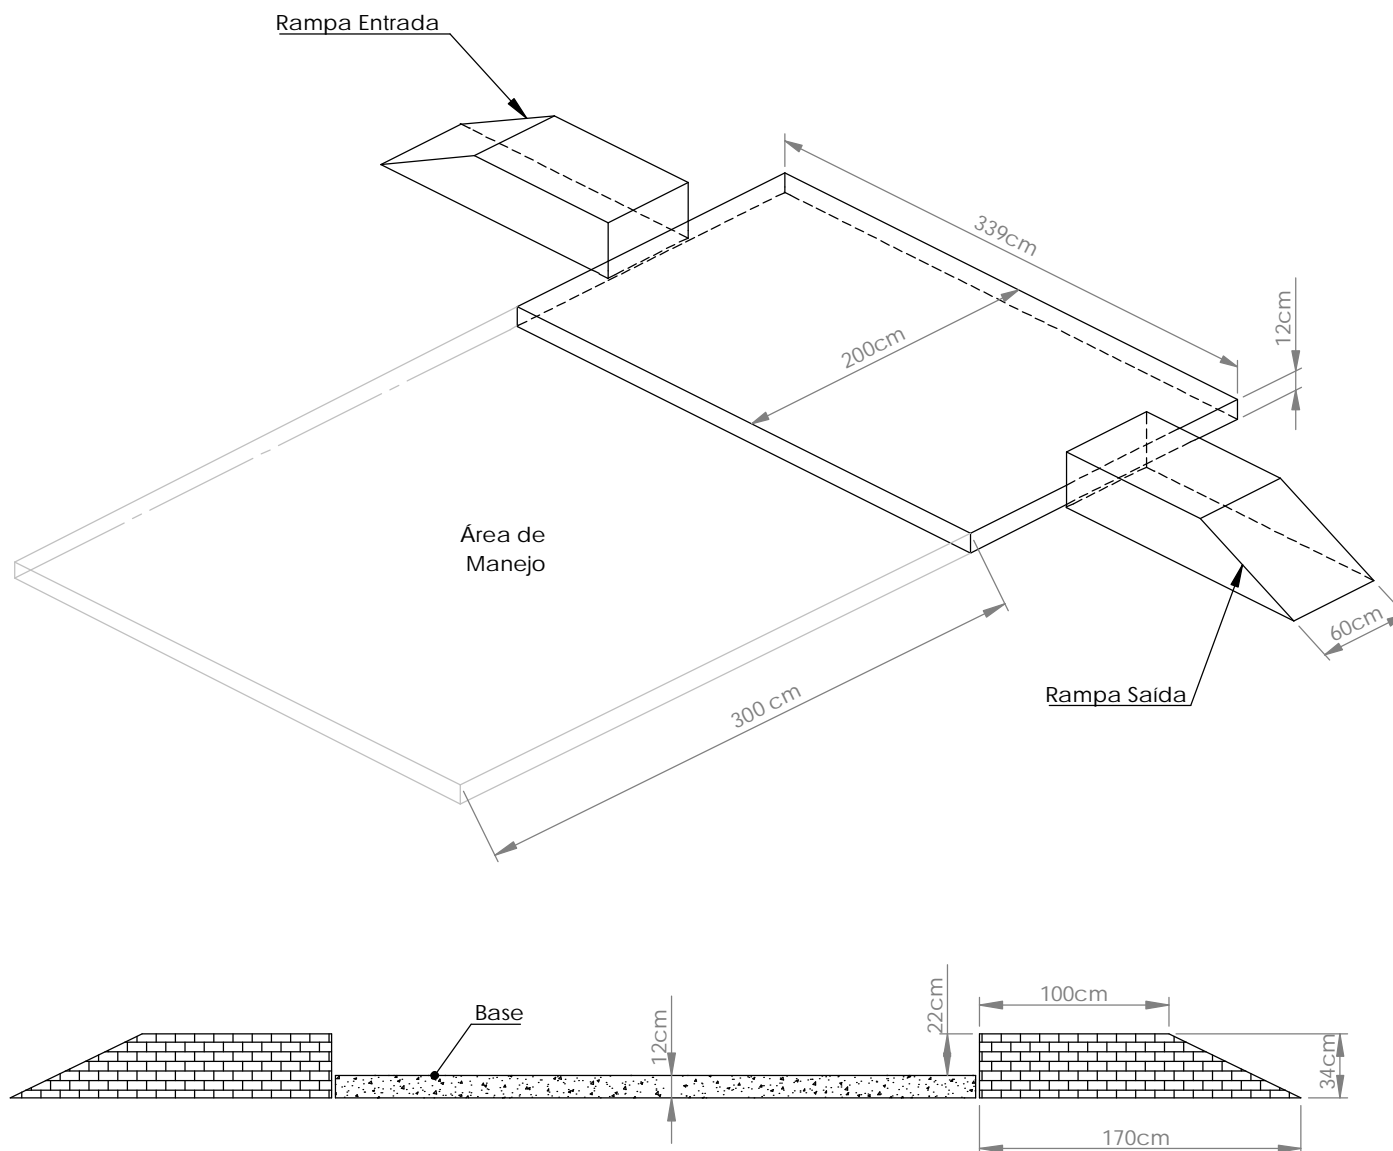 Rampa Entrada
339cm
12cm
200cm
Área de
Manejo
60cm
Rampa Saída
300 cm
Base
12cm
22cm
100cm
34cm
170cm